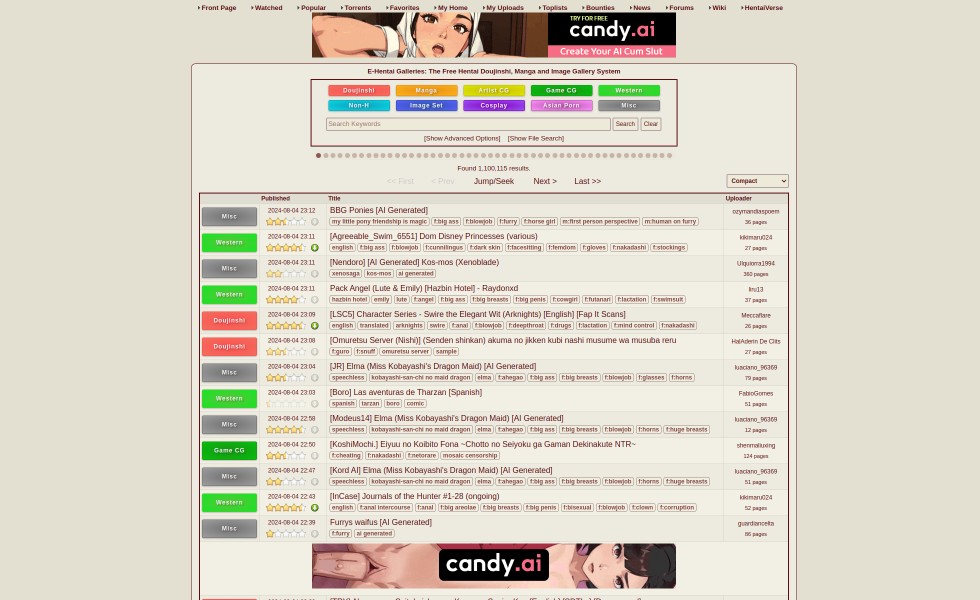 Front Page Watched Popular Torrents Favorites My Home My Uploads Toplists Bounties News Forums Wiki HentaiVerse
TRY FOR FREE
candy.ai
Create Your AI Cum Slut
E-Hentai Galleries: The Free Hentai Doujinshi, Manga and Image Gallery System
Doujinshi Manga Artist CG Game CG Western
Non-H Image Set Cosplay Asian Porn Misc
Search Keywords Search Clear
[Show Advanced Options] [Show File Search]
Found 1,100,115 results.
<< First < Prev Jump/Seek Next > Last >> Compact
Published Title Uploader
Misc 2024-08-04 23:12 BBG Ponies [AI Generated] ozymandiaspoem
my little pony friendship is magic f:big ass f:blowjob f:furry f:horse girl m:first person perspective m:human on furry 36 pages
Western 2024-08-04 23:11 [Agreeable_Swim_6551] Dom Disney Princesses (various) kikimaru024
english f:big ass f:blowjob f:cunnilingus f:dark skin f:facesitting f:femdom f:gloves f:nakadashi f:stockings 27 pages
Misc 2024-08-04 23:11 [Nendoro] [AI Generated] Kos-mos (Xenoblade) Ulquiorra1994
xenosaga kos-mos ai generated 360 pages
Western 2024-08-04 23:11 Pack Angel (Lute & Emily) [Hazbin Hotel] - Raydonxd liru13
hazbin hotel emily lute f:angel f:big ass f:big breasts f:big penis f:cowgirl f:futanari f:lactation f:swimsuit 37 pages
Doujinshi 2024-08-04 23:09 [LSC5] Character Series - Swire the Elegant Wit (Arknights) [English] [Fap It Scans] Meccaflare
english translated arknights swire f:anal f:blowjob f:deepthroat f:drugs f:lactation f:mind control f:nakadashi 26 pages
Doujinshi 2024-08-04 23:08 [Omuretsu Server (Nishi)] (Senden shinkan) akuma no jikken kubi nashi musume wa musuba reru HaiAderin De Clits
f:guro f:snuff omuretsu server sample 27 pages
Misc 2024-08-04 23:04 [JR] Elma (Miss Kobayashi's Dragon Maid) [AI Generated] luaciano_96369
speechless kobayashi-san-chi no maid dragon elma f:ahegao f:big ass f:big breasts f:blowjob f:glasses f:horns 79 pages
Western 2024-08-04 23:03 [Boro] Las aventuras de Tharzan [Spanish] FabioGomes
spanish tarzan boro comic 51 pages
Misc 2024-08-04 22:58 [Modeus14] Elma (Miss Kobayashi's Dragon Maid) [AI Generated] luaciano_96369
speechless kobayashi-san-chi no maid dragon elma f:ahegao f:big ass f:big breasts f:blowjob f:horns f:huge breasts 12 pages
Game CG 2024-08-04 22:50 [KoshiMochi.] Eiyuu no Koibito Fona ~Chotto no Seiyoku ga Gaman Dekinakute NTR~ shenmaliuxing
f:cheating f:nakadashi f:netorare mosaic censorship 124 pages
Misc 2024-08-04 22:47 [Kord AI] Elma (Miss Kobayashi's Dragon Maid) [AI Generated] luaciano_96369
speechless kobayashi-san-chi no maid dragon elma f:ahegao f:big ass f:big breasts f:blowjob f:horns f:huge breasts 51 pages
Western 2024-08-04 22:43 [InCase] Journals of the Hunter #1-28 (ongoing) kikimaru024
english f:anal intercourse f:anal f:big areolae f:big breasts f:big penis f:bisexual f:blowjob f:clown f:corruption 52 pages
Misc 2024-08-04 22:39 Furrys waifus [AI Generated] guardiancelta
f:furry ai generated 86 pages
candy.ai